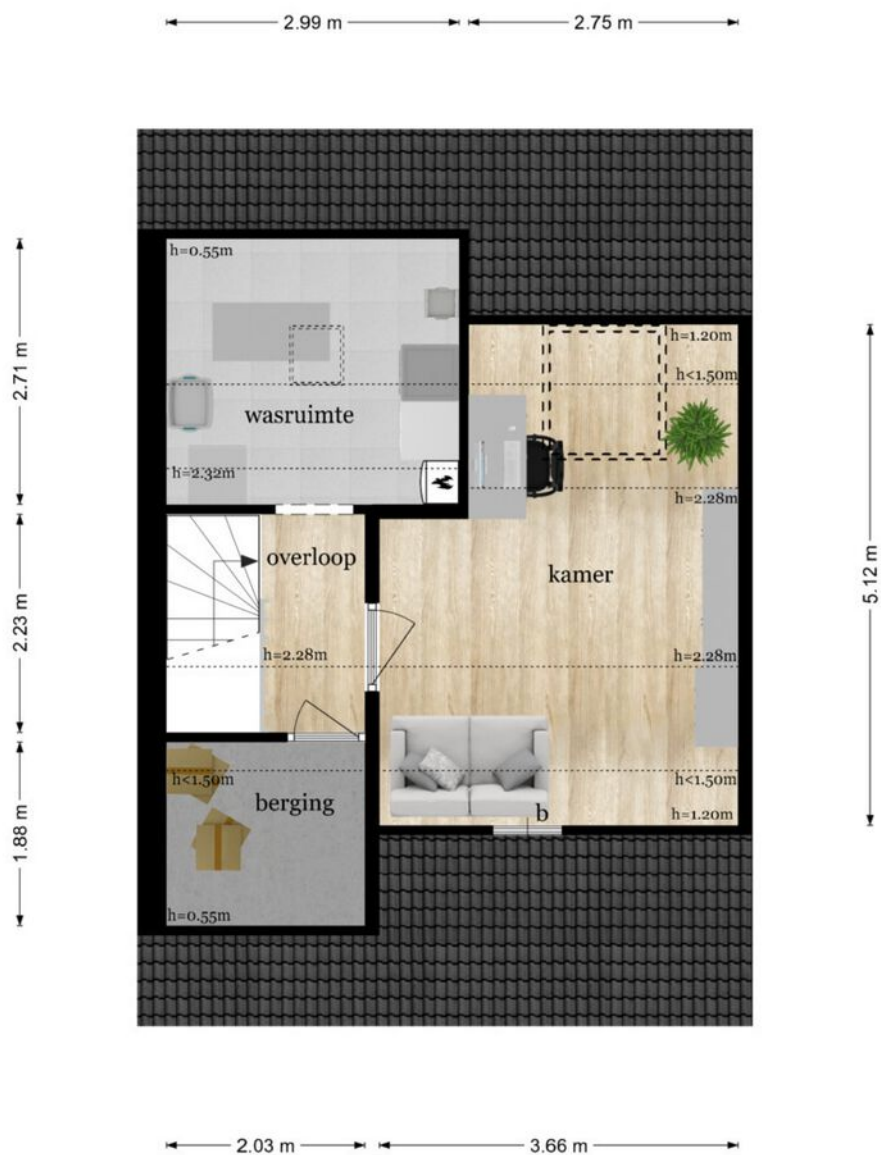 2.99 m
2.75 m
h=0.55m
h=1.20m
h<1.50m
2.71 m
wasruimte
h=2.32m
h=2.28m
overloop
kamer
5.12 m
2.23 m
h=2.28m
h=2.28m
h<1.50m
h<1.50m
berging
b
h=1.20m
1.88 m
h=0.55m
2.03 m
3.66 m